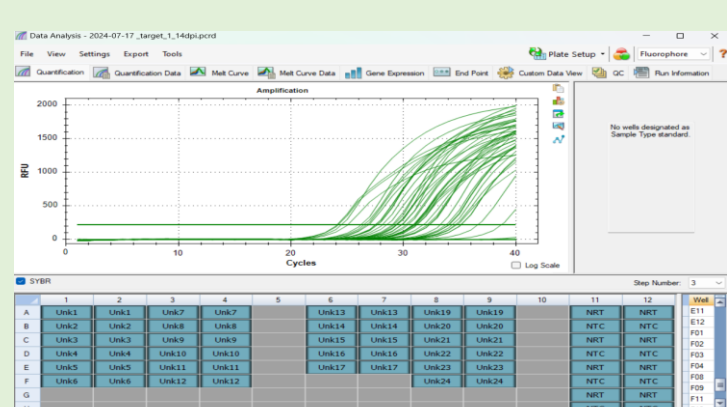 Data Analysis - 2024-07-17 _target_1_14dpi.pcrd
File View Settings Export Tools Plate Setup Fluorophore ?
Quantification Quantification Data Melt Curve Melt Curve Data Gene Expression End Point Custom Data View QC Run Information
Amplification
2000
1500
1000
500
0
RFU
0 10 20 30 40
Cycles
Log Scale
No wells designated as
Sample Type standard.
SYBR Step Number: 3
1 2 3 4 5 6 7 8 9 10 11 12 Well
A Unk1 Unk1 Unk7 Unk7 Unk13 Unk13 Unk19 Unk19 NRT NRT E11
B Unk2 Unk2 Unk8 Unk8 Unk14 Unk14 Unk20 Unk20 NTC NTC E12
C Unk3 Unk3 Unk9 Unk9 Unk15 Unk15 Unk21 Unk21 NRT NRT F01
F02
D Unk4 Unk4 Unk10 Unk10 Unk16 Unk16 Unk22 Unk22 NTC NTC F03
E Unk5 Unk5 Unk11 Unk11 Unk17 Unk17 Unk23 Unk23 NRT NRT F04
F Unk6 Unk6 Unk12 Unk12 Unk24 Unk24 NTC NTC F08
F09
G NRT NRT F11